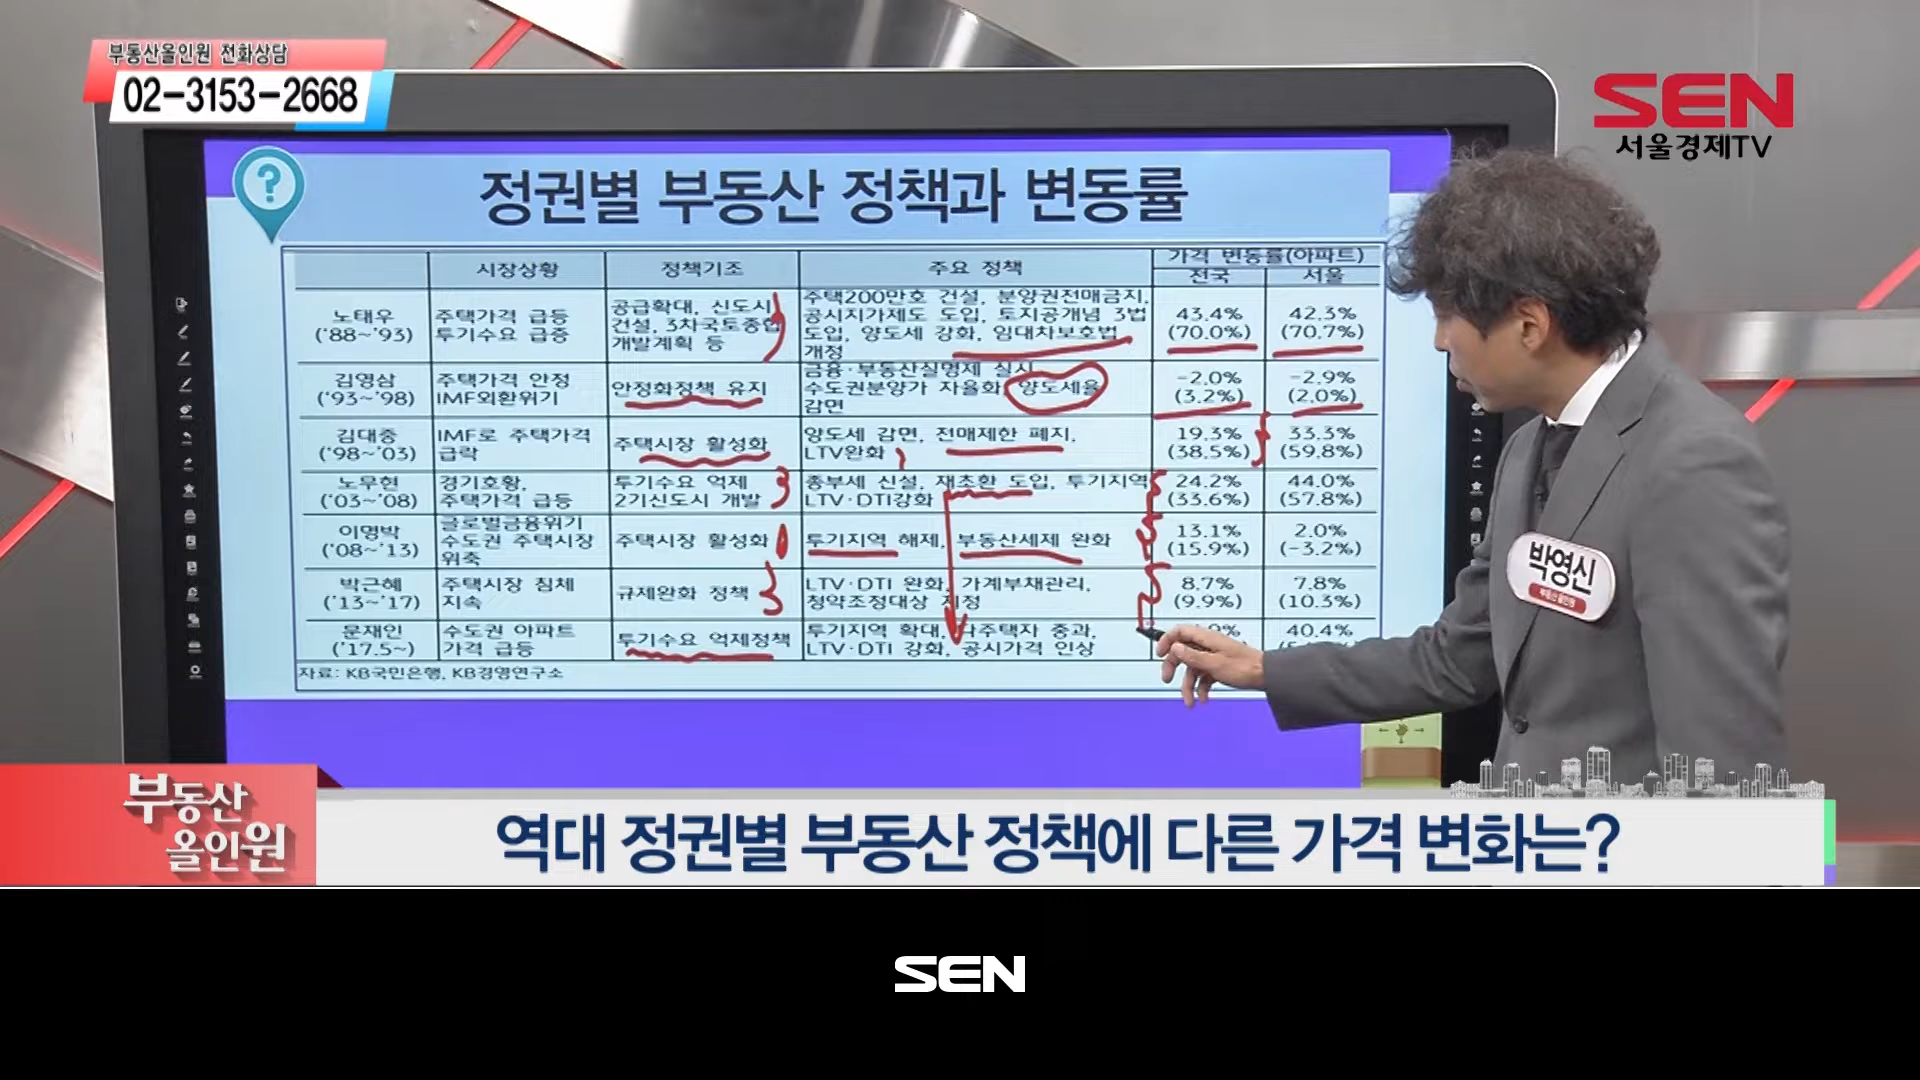 부동산올인원 전화상담
02-3153-2668
SEN
서울경제TV
?
정권별 부동산 정책과 변동률
시장상황 정책기조 주요 정책 가격 변동률(아파트)
전국 서울
노태우
('88~'93)
주택가격 급등
투기수요 급증
공급확대, 신도시
건설, 3차국토종합
개발계획 등
주택200만호 건설, 분양권전매금지,
공시지가제도 도입, 토지공개념 3법
도입, 양도세 강화, 임대차보호법
개정
43.4%
(70.0%)
42.3%
(70.7%)
김영삼
('93~'98)
주택가격 안정
IMF외환위기
안정화정책 유지
금융·부동산실명제 실시
수도권분양가 자율화, 양도세율
감면
-2.0%
(3.2%)
-2.9%
(2.0%)
김대중
('98~'03)
IMF로 주택가격
급락
주택시장 활성화
양도세 감면, 전매제한 폐지,
LTV완화
19.3%
(38.5%)
33.3%
(59.8%)
노무현
('03~'08)
경기호황,
주택가격 급등
투기수요 억제
2기신도시 개발
종부세 신설, 재초환 도입, 투기지역
LTV·DTI강화
24.2%
(33.6%)
44.0%
(57.8%)
이명박
('08~'13)
글로벌금융위기
수도권 주택시장
위축
주택시장 활성화
투기지역 해제, 부동산세제 완화
13.1%
(15.9%)
2.0%
(-3.2%)
박근혜
('13~'17)
주택시장 침체
지속
규제완화 정책
LTV·DTI 완화, 가계부채관리,
청약조정대상 지정
8.7%
(9.9%)
7.8%
(10.3%)
문재인
('17.5~)
수도권 아파트
가격 급등
투기수요 억제정책
투기지역 확대, 다주택자 중과,
LTV·DTI 강화, 공시가격 인상
40.4%
자료: KB국민은행, KB경영연구소
박영신
부동산 올인원
부동산
올인원
역대 정권별 부동산 정책에 다른 가격 변화는?
SEN